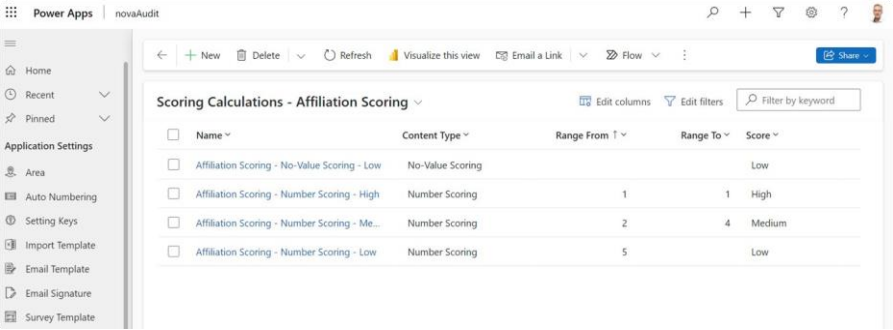 Power Apps novaAudit
New Delete Refresh Visualize this view Email a Link Flow Share
Home
Recent
Pinned
Application Settings
Area
Auto Numbering
Setting Keys
Import Template
Email Template
Email Signature
Survey Template
Scoring Calculations - Affiliation Scoring Edit columns Edit filters Filter by keyword
Name Content Type Range From Range To Score
Affiliation Scoring - No-Value Scoring - Low No-Value Scoring Low
Affiliation Scoring - Number Scoring - High Number Scoring 1 1 High
Affiliation Scoring - Number Scoring - Me... Number Scoring 2 4 Medium
Affiliation Scoring - Number Scoring - Low Number Scoring 5 Low